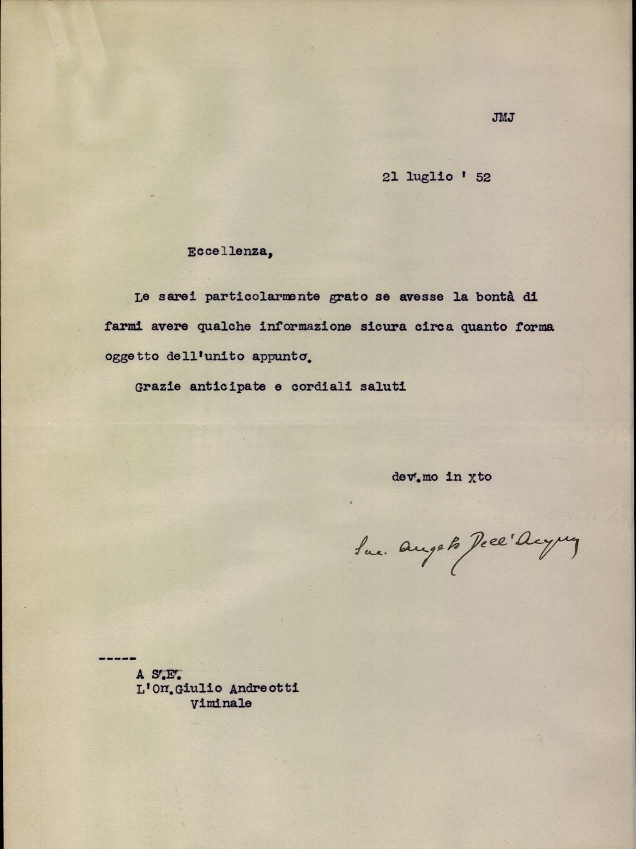 JMJ
21 luglio ' 52
Eccellenza,
Le sarei particolarmente grato se avesse la bontà di
farmi avere qualche informazione sicura circa quanto forma
oggetto dell'unito appunto.
Grazie anticipate e cordiali saluti
dev.mo in Xto
Sac. Angelo Dell'Acqua
-----
A S.E.
L'On.Giulio Andreotti
Viminale